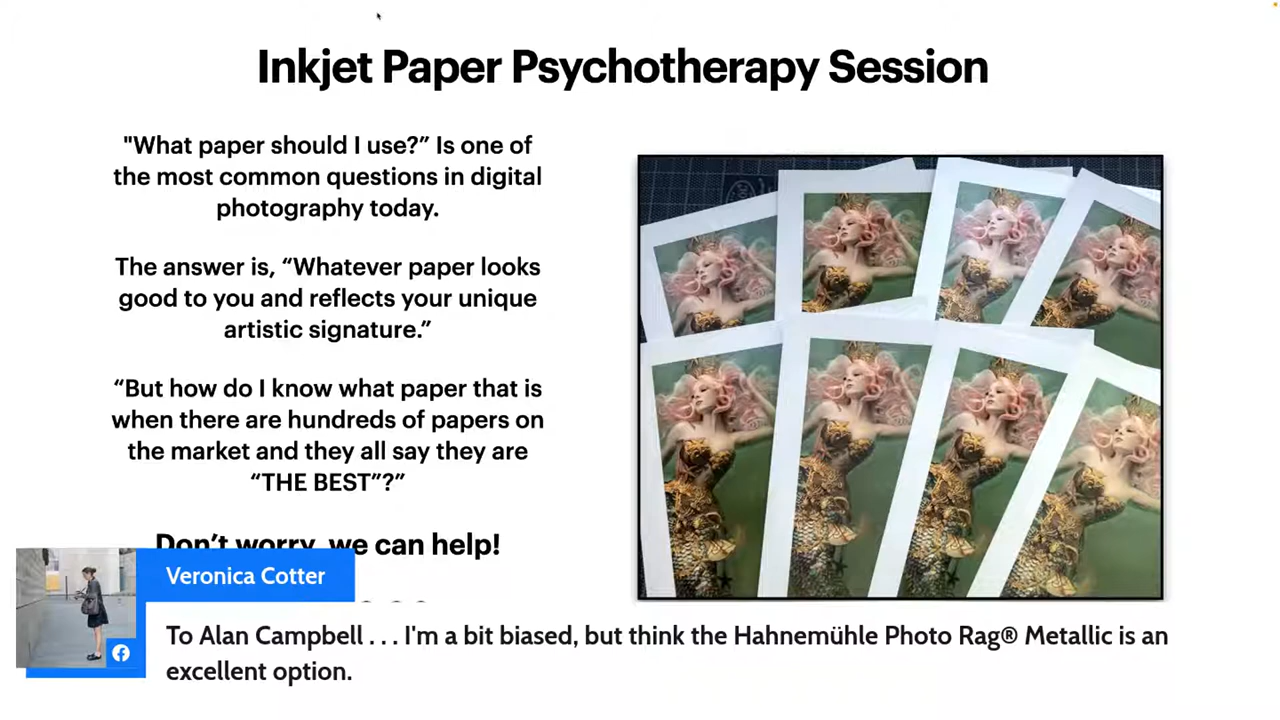 Inkjet Paper Psychotherapy Session
"What paper should I use?” Is one of
the most common questions in digital
photography today.
The answer is, “Whatever paper looks
good to you and reflects your unique
artistic signature.”
“But how do I know what paper that is
when there are hundreds of papers on
the market and they all say they are
“THE BEST”?”
Don’t worry, we can help!
Veronica Cotter
To Alan Campbell . . . I'm a bit biased, but think the Hahnemühle Photo Rag® Metallic is an
excellent option.